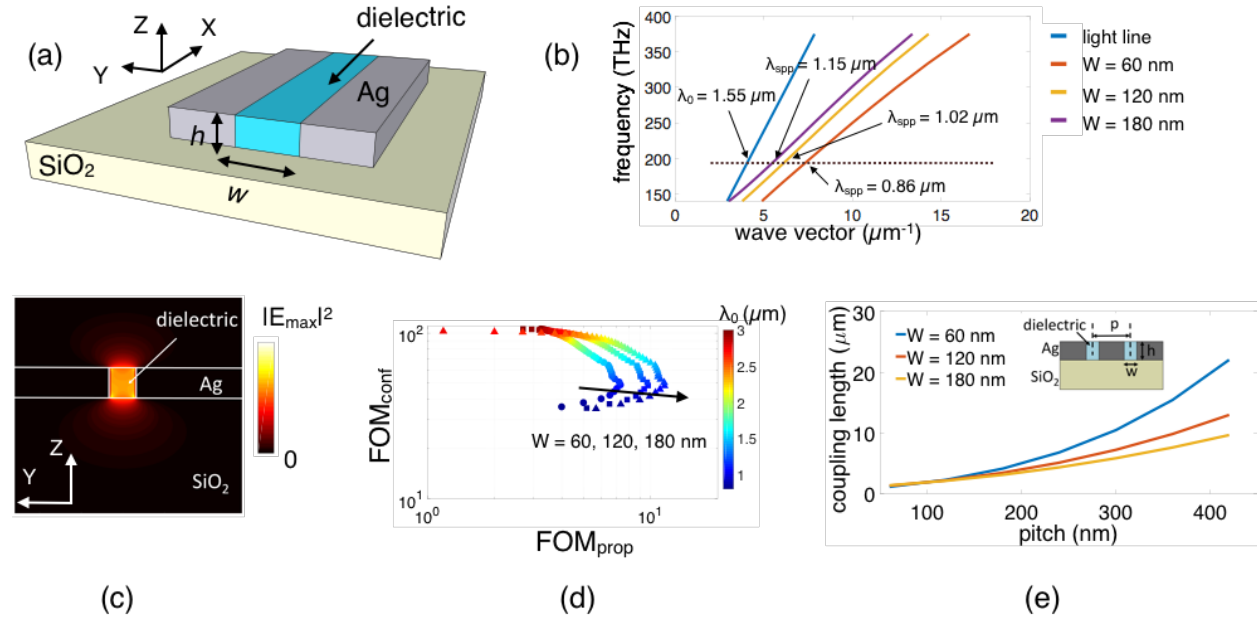 (a)
Z
X
Y
dielectric
Ag
h
w
SiO₂
(b)
frequency (THz)
400
350
300
250
200
150
0
5
10
15
20
wave vector (μm⁻¹)
λ₀ = 1.55 μm
λspp = 1.15 μm
λspp = 1.02 μm
λspp = 0.86 μm
light line
W = 60 nm
W = 120 nm
W = 180 nm
dielectric
Ag
Z
Y
SiO₂
|Emax|²
0
(c)
FOMconf
10²
10¹
10⁰
10¹
FOMprop
W = 60, 120, 180 nm
λ₀ (μm)
3
2.5
2
1.5
1
(d)
coupling length (μm)
30
20
10
0
100
200
300
400
pitch (nm)
W = 60 nm
W = 120 nm
W = 180 nm
dielectric
p
Ag
h
w
SiO₂
(e)